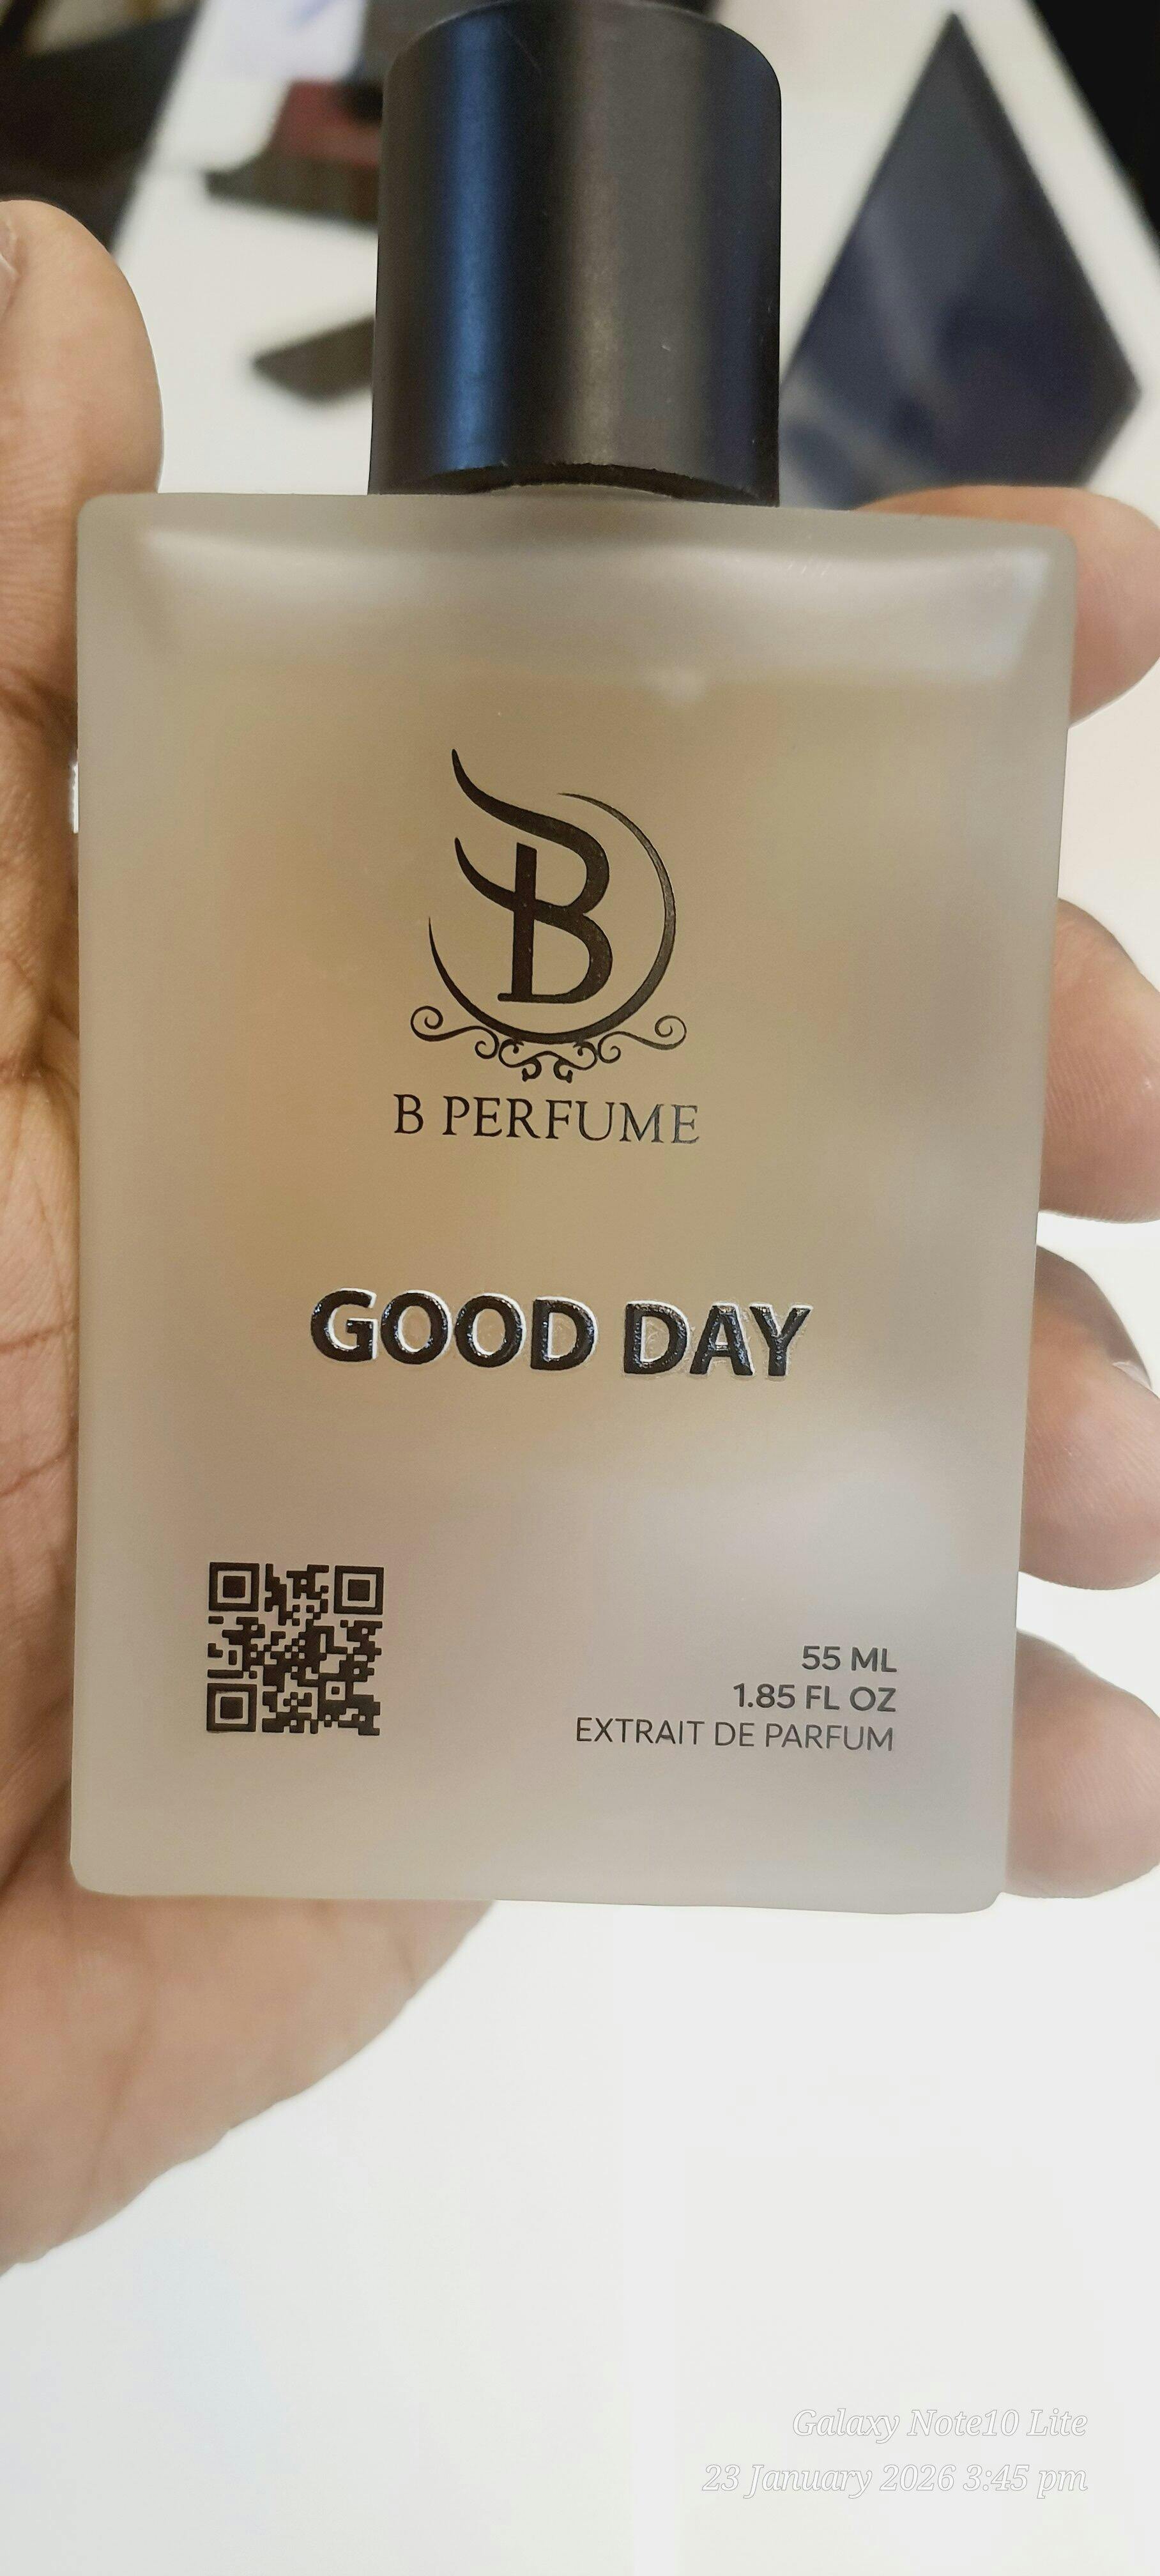 B
B PERFUME
GOOD DAY
55 ML
1.85 FL OZ
EXTRAIT DE PARFUM
Galaxy Note10 Lite
23 January 2026 3:45 pm